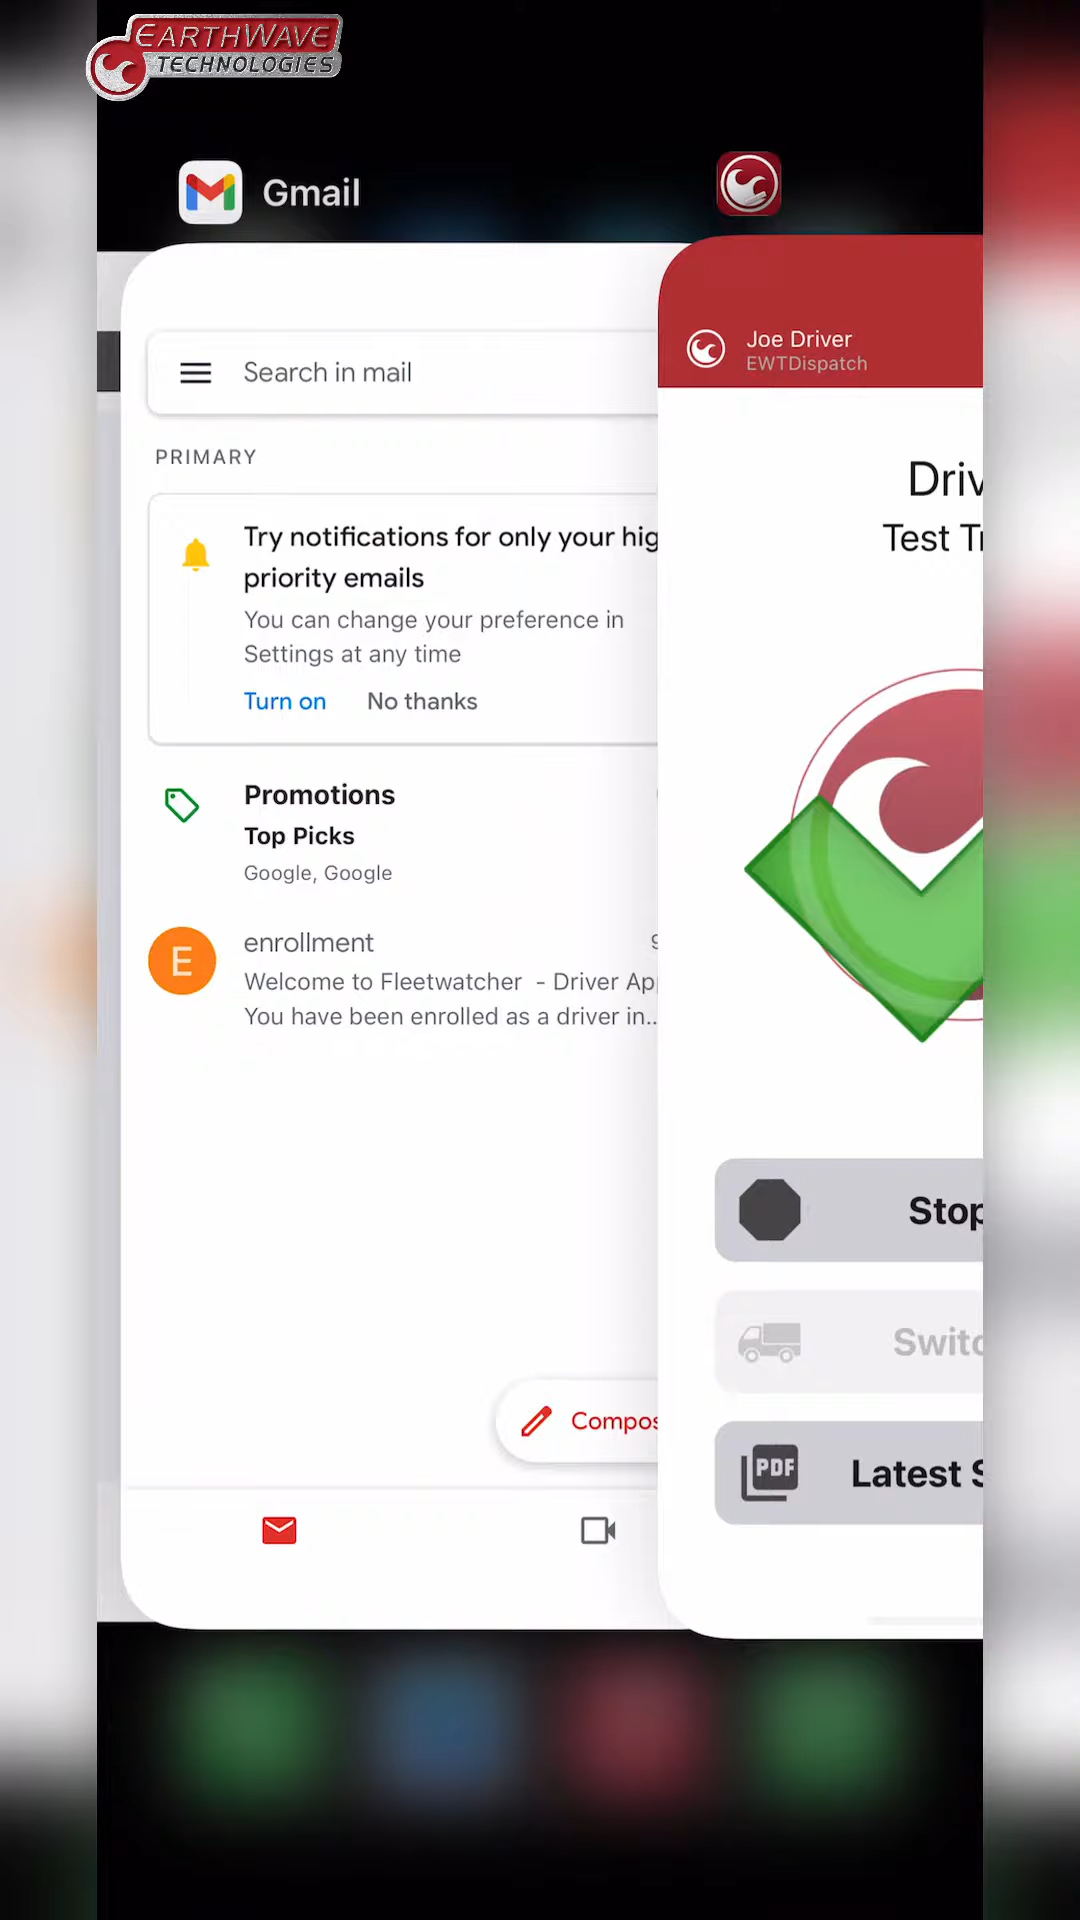 EARTHWAVE
TECHNOLOGIES
Gmail
Joe Driver
EWTDispatch
Search in mail
PRIMARY
Driv
Test Tr
Try notifications for only your hig
priority emails
You can change your preference in
Settings at any time
Turn on No thanks
Promotions
Top Picks
Google, Google
E
enrollment
9
Welcome to Fleetwatcher - Driver Ap
You have been enrolled as a driver in...
Stop
Switc
Compos
PDF
Latest S